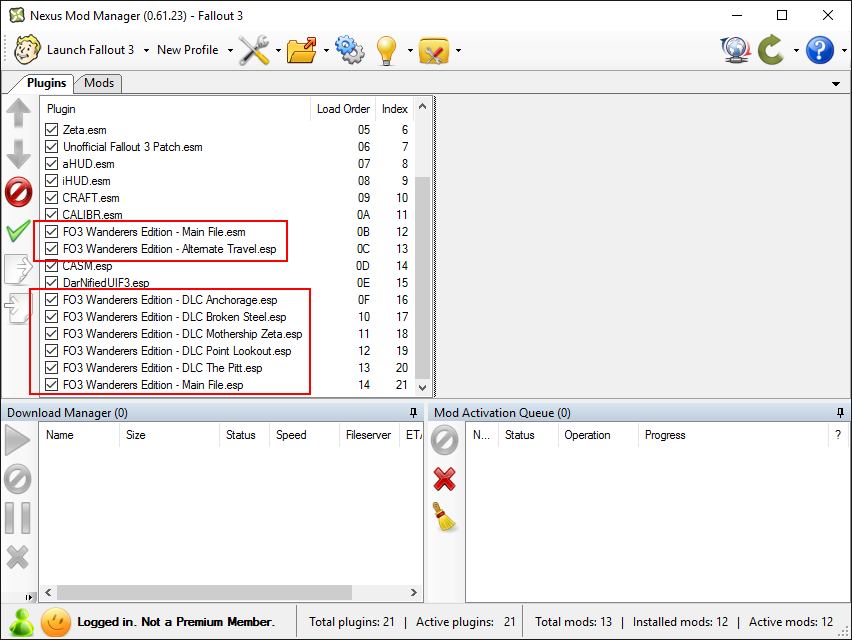 Nexus Mod Manager (0.61.23) - Fallout 3
Launch Fallout 3 New Profile
Plugins Mods
Plugin Load Order Index
Zeta.esm 05 6
Unofficial Fallout 3 Patch.esm 06 7
aHUD.esm 07 8
iHUD.esm 08 9
CRAFT.esm 09 10
CALIBR.esm 0A 11
FO3 Wanderers Edition - Main File.esm 0B 12
FO3 Wanderers Edition - Alternate Travel.esp 0C 13
CASM.esp 0D 14
DarNifiedUIF3.esp 0E 15
FO3 Wanderers Edition - DLC Anchorage.esp 0F 16
FO3 Wanderers Edition - DLC Broken Steel.esp 10 17
FO3 Wanderers Edition - DLC Mothership Zeta.esp 11 18
FO3 Wanderers Edition - DLC Point Lookout.esp 12 19
FO3 Wanderers Edition - DLC The Pitt.esp 13 20
FO3 Wanderers Edition - Main File.esp 14 21
Download Manager (0) Mod Activation Queue (0)
Name Size Status Speed Fileserver ETA N... Status Operation Progress ?
Logged in. Not a Premium Member. Total plugins: 21 | Active plugins: 21 Total mods: 13 | Installed mods: 12 | Active mods: 12